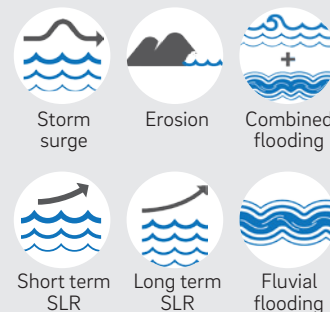 Storm
surge
Erosion
Combined
flooding
+
Short term
SLR
Long term
SLR
Fluvial
flooding